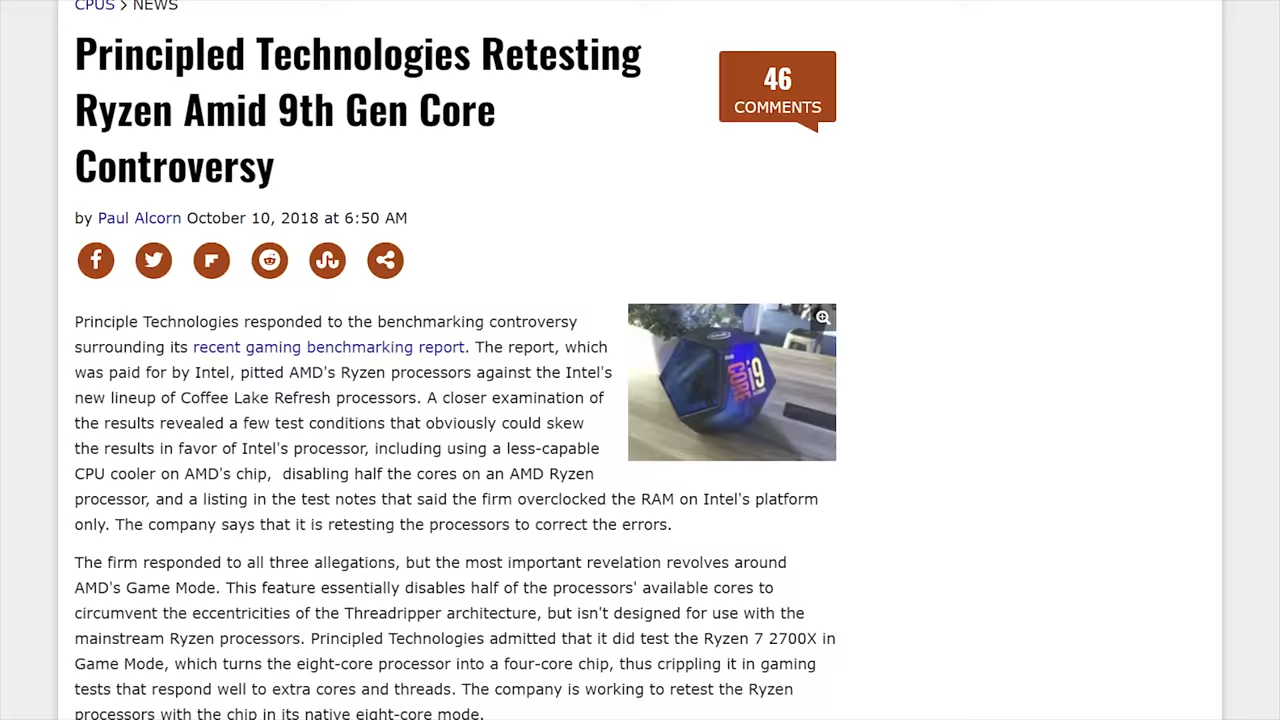 CPUS > NEWS
Principled Technologies Retesting
Ryzen Amid 9th Gen Core
Controversy
46
COMMENTS
by Paul Alcorn October 10, 2018 at 6:50 AM
Principle Technologies responded to the benchmarking controversy
surrounding its recent gaming benchmarking report. The report, which
was paid for by Intel, pitted AMD's Ryzen processors against the Intel's
new lineup of Coffee Lake Refresh processors. A closer examination of
the results revealed a few test conditions that obviously could skew
the results in favor of Intel's processor, including using a less-capable
CPU cooler on AMD's chip,  disabling half the cores on an AMD Ryzen
processor, and a listing in the test notes that said the firm overclocked the RAM on Intel's platform
only. The company says that it is retesting the processors to correct the errors.
CORE i9
The firm responded to all three allegations, but the most important revelation revolves around
AMD's Game Mode. This feature essentially disables half of the processors' available cores to
circumvent the eccentricities of the Threadripper architecture, but isn't designed for use with the
mainstream Ryzen processors. Principled Technologies admitted that it did test the Ryzen 7 2700X in
Game Mode, which turns the eight-core processor into a four-core chip, thus crippling it in gaming
tests that respond well to extra cores and threads. The company is working to retest the Ryzen
processors with the chip in its native eight-core mode.